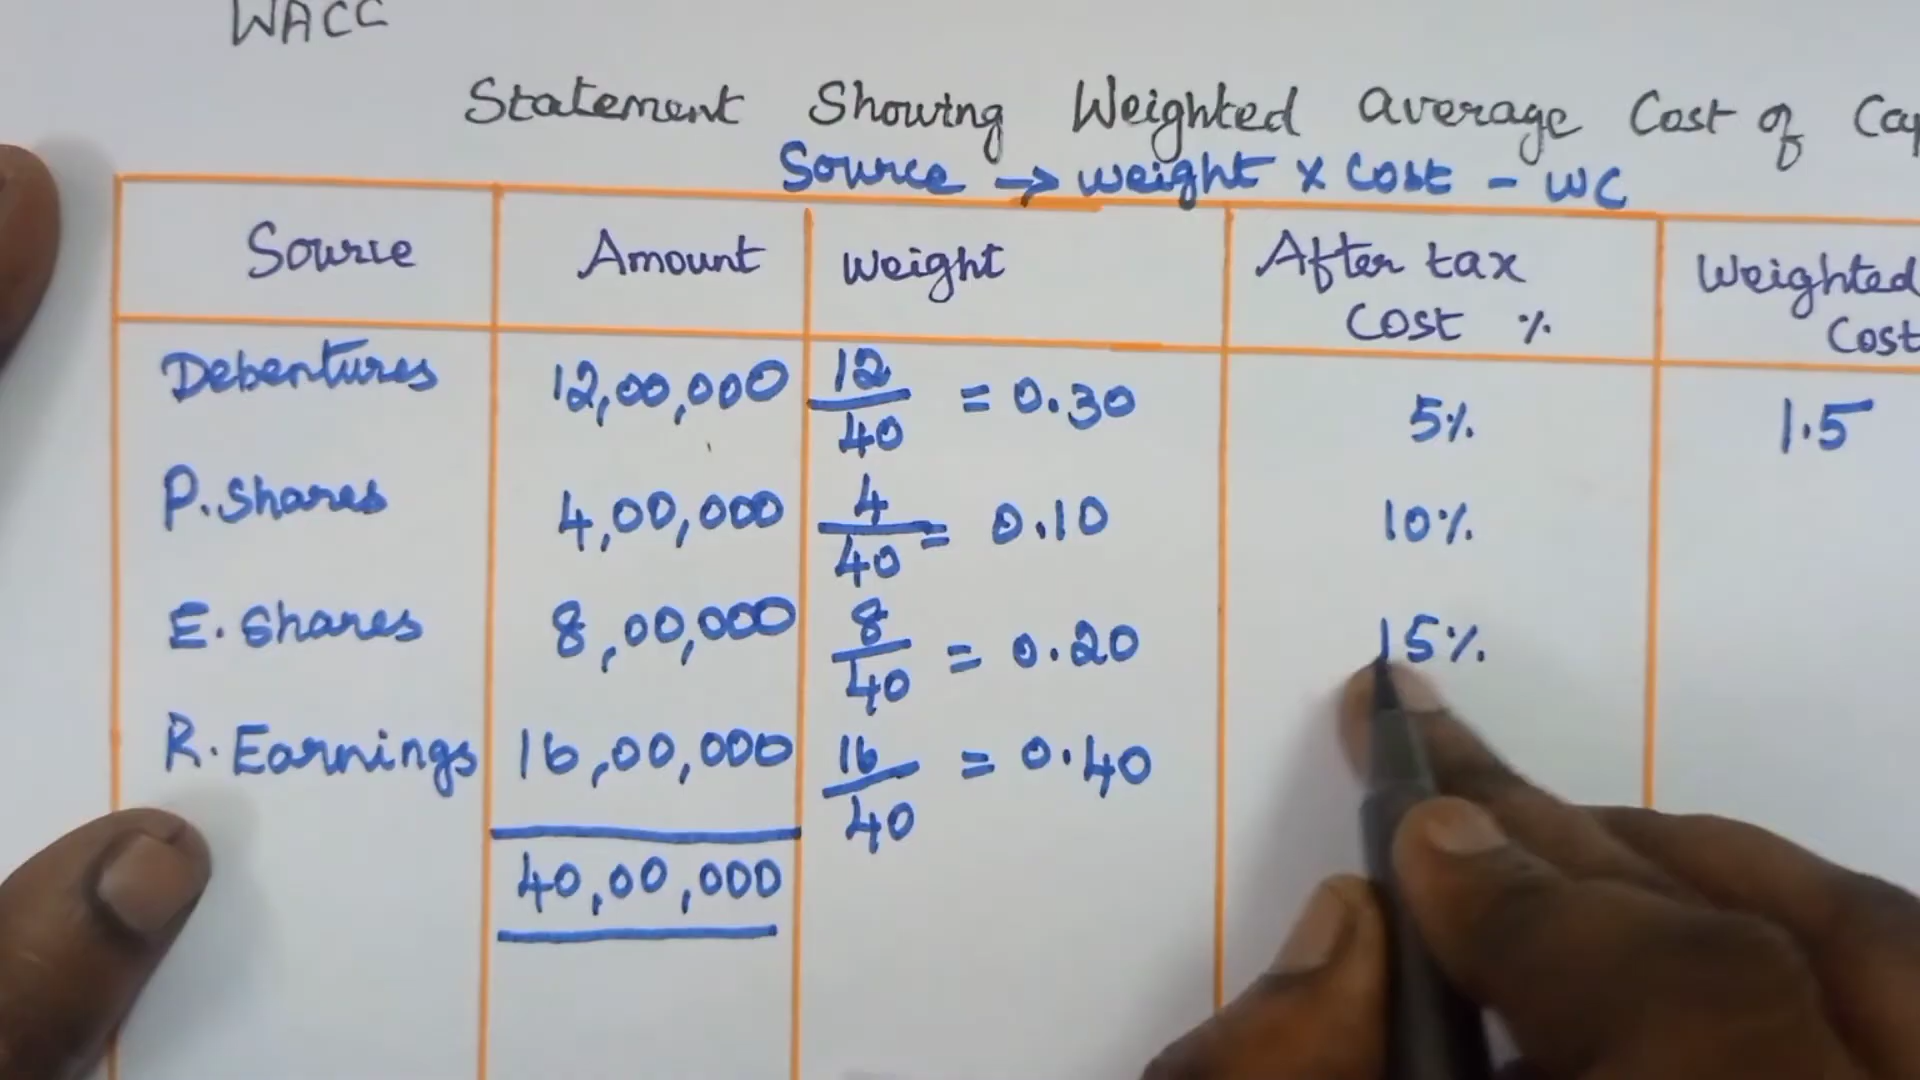 WACC
Statement Showing Weighted average Cost of
Source → weight x Cost - WC
Source Amount Weight After tax Cost % Weighted Cost
Debentures 12,00,000 12/40 = 0.30 5% 1.5
P. Shares 4,00,000 4/40 = 0.10 10%
E. Shares 8,00,000 8/40 = 0.20 15%
R. Earnings 16,00,000 16/40 = 0.40
40,00,000